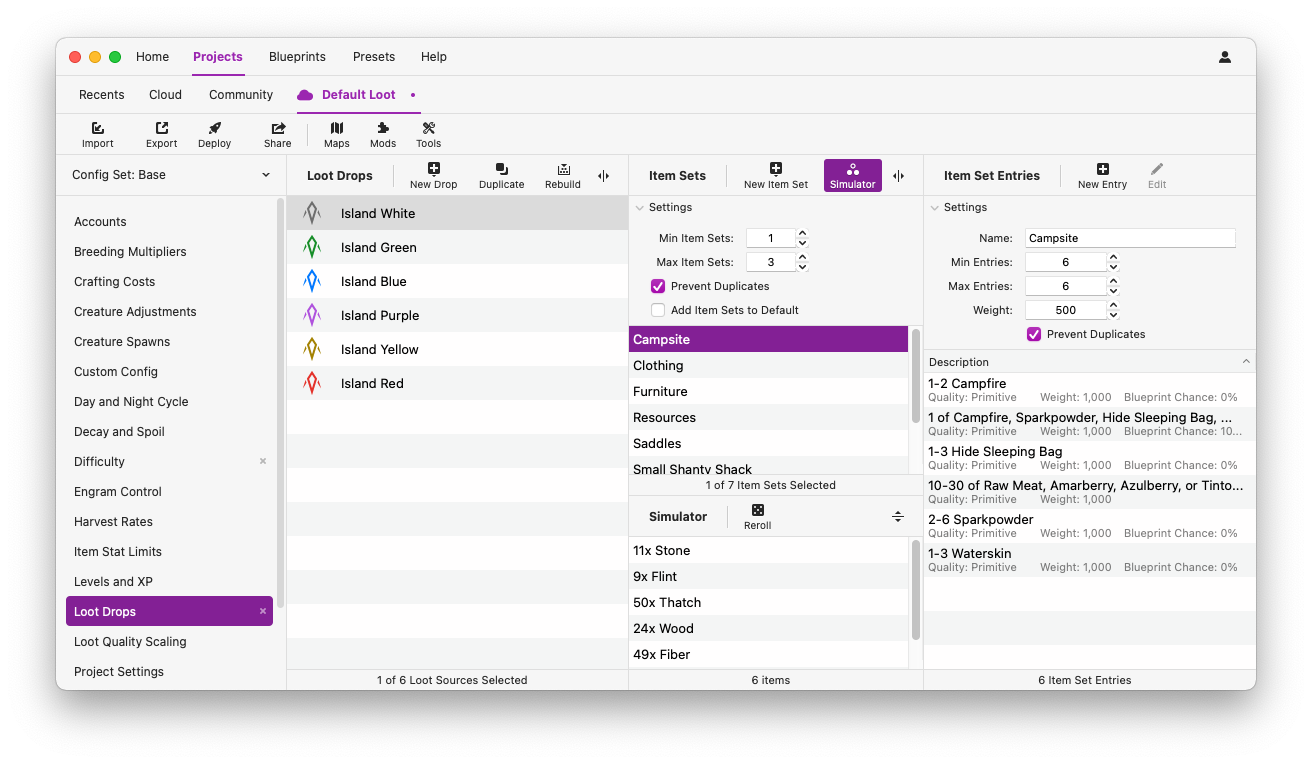 Home Projects Blueprints Presets Help
Recents Cloud Community Default Loot •
Import Export Deploy Share Maps Mods Tools
Config Set: Base
Accounts
Breeding Multipliers
Crafting Costs
Creature Adjustments
Creature Spawns
Custom Config
Day and Night Cycle
Decay and Spoil
Difficulty
Engram Control
Harvest Rates
Item Stat Limits
Levels and XP
Loot Drops
Loot Quality Scaling
Project Settings
Loot Drops New Drop Duplicate Rebuild
Island White
Island Green
Island Blue
Island Purple
Island Yellow
Island Red
1 of 6 Loot Sources Selected
Item Sets New Item Set Simulator
Settings
Min Item Sets: 1
Max Item Sets: 3
Prevent Duplicates
Add Item Sets to Default
Campsite
Clothing
Furniture
Resources
Saddles
Small Shanty Shack
1 of 7 Item Sets Selected
Simulator Reroll
11x Stone
9x Flint
50x Thatch
24x Wood
49x Fiber
6 items
Item Set Entries New Entry Edit
Settings
Name: Campsite
Min Entries: 6
Max Entries: 6
Weight: 500
Prevent Duplicates
Description
1-2 Campfire
Quality: Primitive Weight: 1,000 Blueprint Chance: 0%
1 of Campfire, Sparkpowder, Hide Sleeping Bag, ...
Quality: Primitive Weight: 1,000 Blueprint Chance: 10...
1-3 Hide Sleeping Bag
Quality: Primitive Weight: 1,000 Blueprint Chance: 0%
10-30 of Raw Meat, Amarberry, Azulberry, or Tinto...
Quality: Primitive Weight: 1,000
2-6 Sparkpowder
Quality: Primitive Weight: 1,000 Blueprint Chance: 0%
1-3 Waterskin
Quality: Primitive Weight: 1,000 Blueprint Chance: 0%
6 Item Set Entries